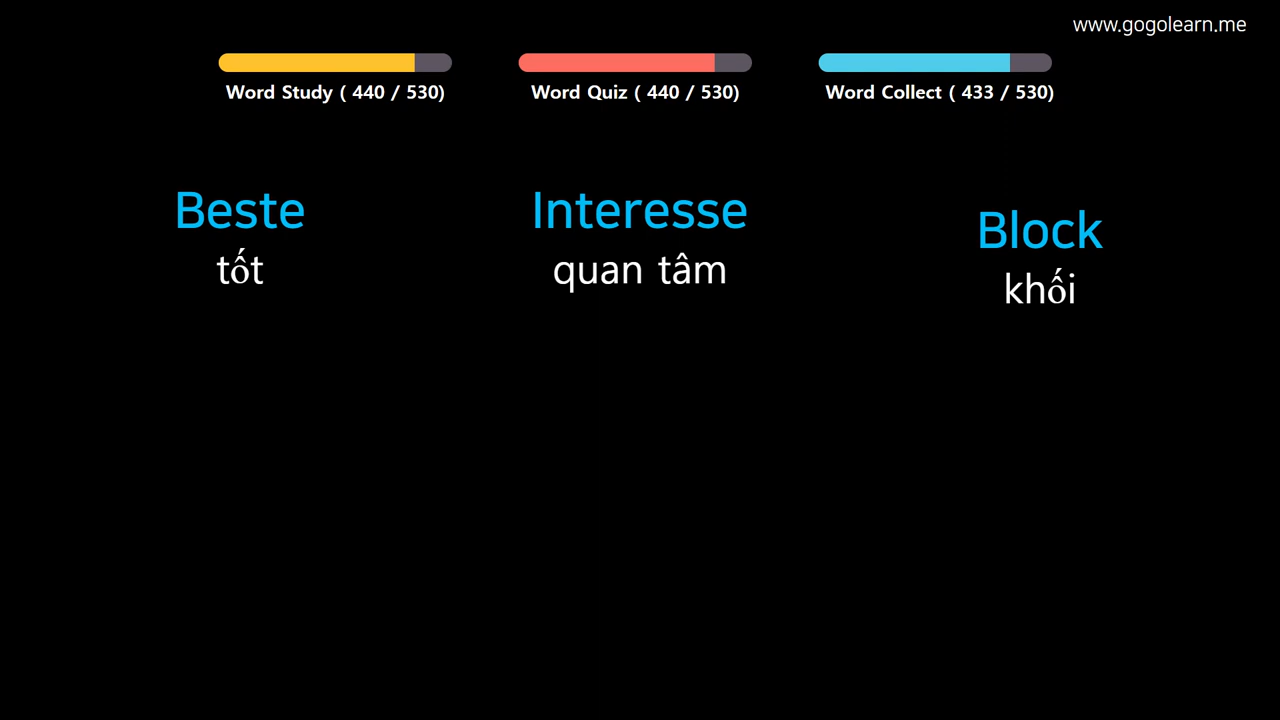 www.gogolearn.me
Word Study ( 440 / 530)
Word Quiz ( 440 / 530)
Word Collect ( 433 / 530)
Beste
tốt
Interesse
quan tâm
Block
khối